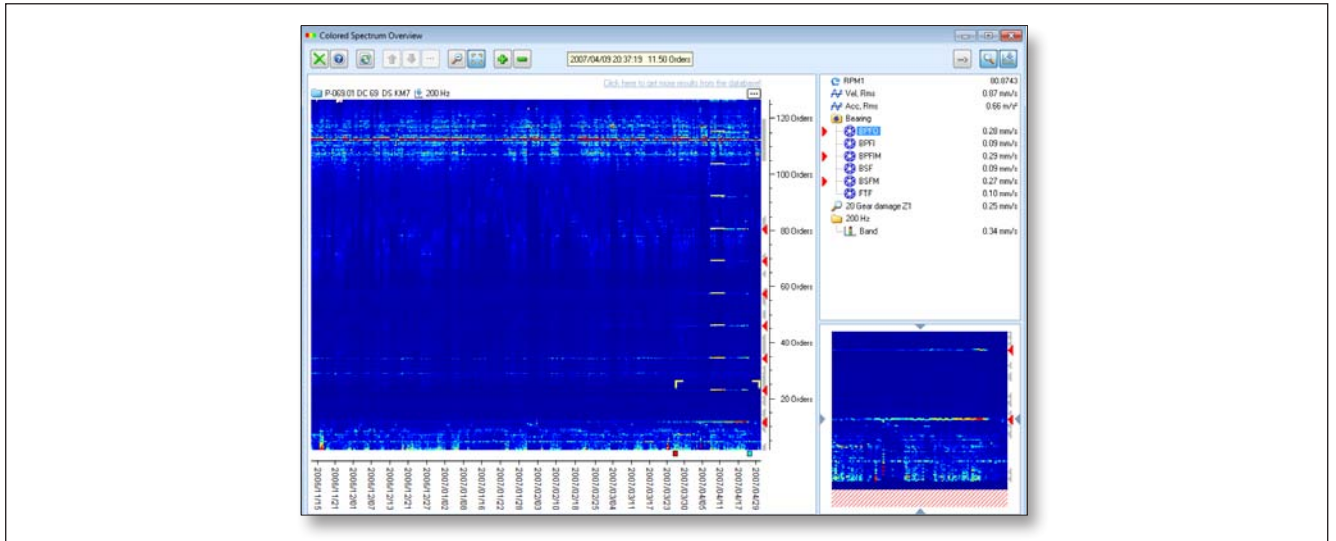 Colored Spectrum Overview
2007/04/09 20:37:19 11.50 Orders
Click here to get more results from the database!
P-069.01 DC 69 DS KM7 200 Hz
120 Orders
100 Orders
80 Orders
60 Orders
40 Orders
20 Orders
2006/11/15
2006/11/21
2006/12/01
2006/12/07
2006/12/13
2006/12/21
2006/12/27
2007/01/02
2007/01/08
2007/01/16
2007/01/22
2007/01/28
2007/02/03
2007/02/10
2007/02/18
2007/02/25
2007/03/04
2007/03/11
2007/03/17
2007/03/23
2007/03/30
2007/04/05
2007/04/11
2007/04/17
2007/04/29
RPM1 80.8743
Vel, Rms 0.87 mm/s
Acc, Rms 0.66 m/s²
Bearing
BPFO 0.28 mm/s
BPFI 0.09 mm/s
BPFIM 0.29 mm/s
BSF 0.09 mm/s
BSFM 0.27 mm/s
FTF 0.10 mm/s
20 Gear damage Z1 0.25 mm/s
200 Hz
Band 0.34 mm/s